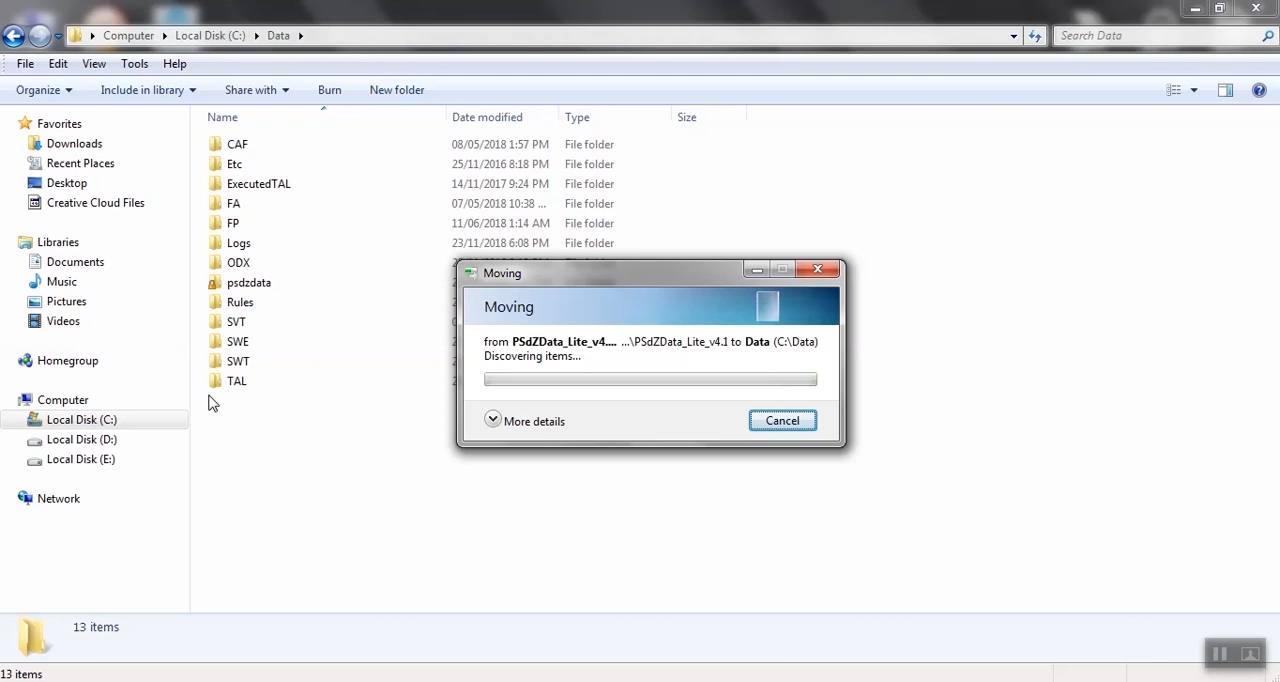 Computer Local Disk (C:) Data
Search Data
File Edit View Tools Help
Organize Include in library Share with Burn New folder
Name Date modified Type Size
Favorites
Downloads
Recent Places
Desktop
Creative Cloud Files
Libraries
Documents
Music
Pictures
Videos
Homegroup
Computer
Local Disk (C:)
Local Disk (D:)
Local Disk (E:)
Network
CAF 08/05/2018 1:57 PM File folder
Etc 25/11/2016 8:18 PM File folder
ExecutedTAL 14/11/2017 9:24 PM File folder
FA 07/05/2018 10:38 ... File folder
FP 11/06/2018 1:14 AM File folder
Logs 23/11/2018 6:08 PM File folder
ODX
psdzdata
Rules
SVT
SWE
SWT
TAL
Moving
Moving
from PSdZData_Lite_v4.... ...\PSdZData_Lite_v4.1 to Data (C:\Data)
Discovering items...
More details
Cancel
13 items
13 items